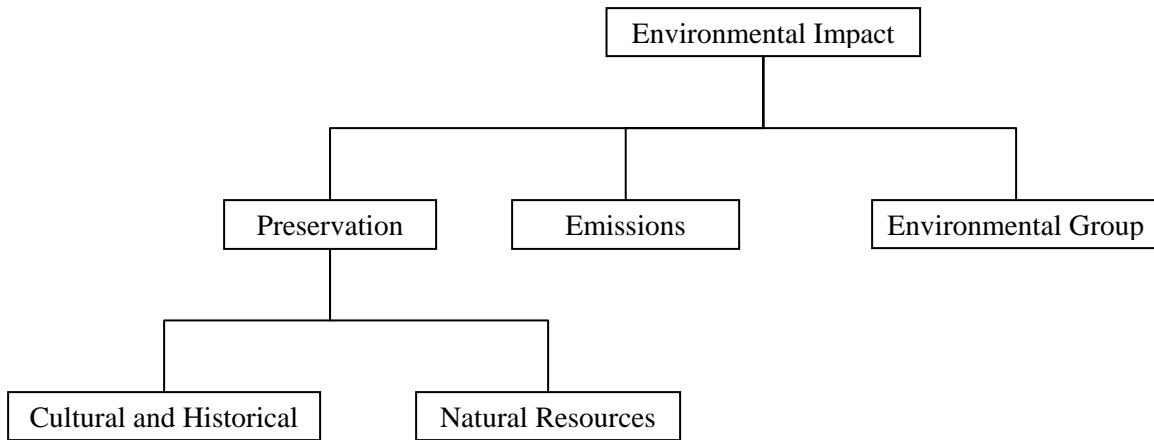 Environmental Impact
Preservation
Emissions
Environmental Group
Cultural and Historical
Natural Resources